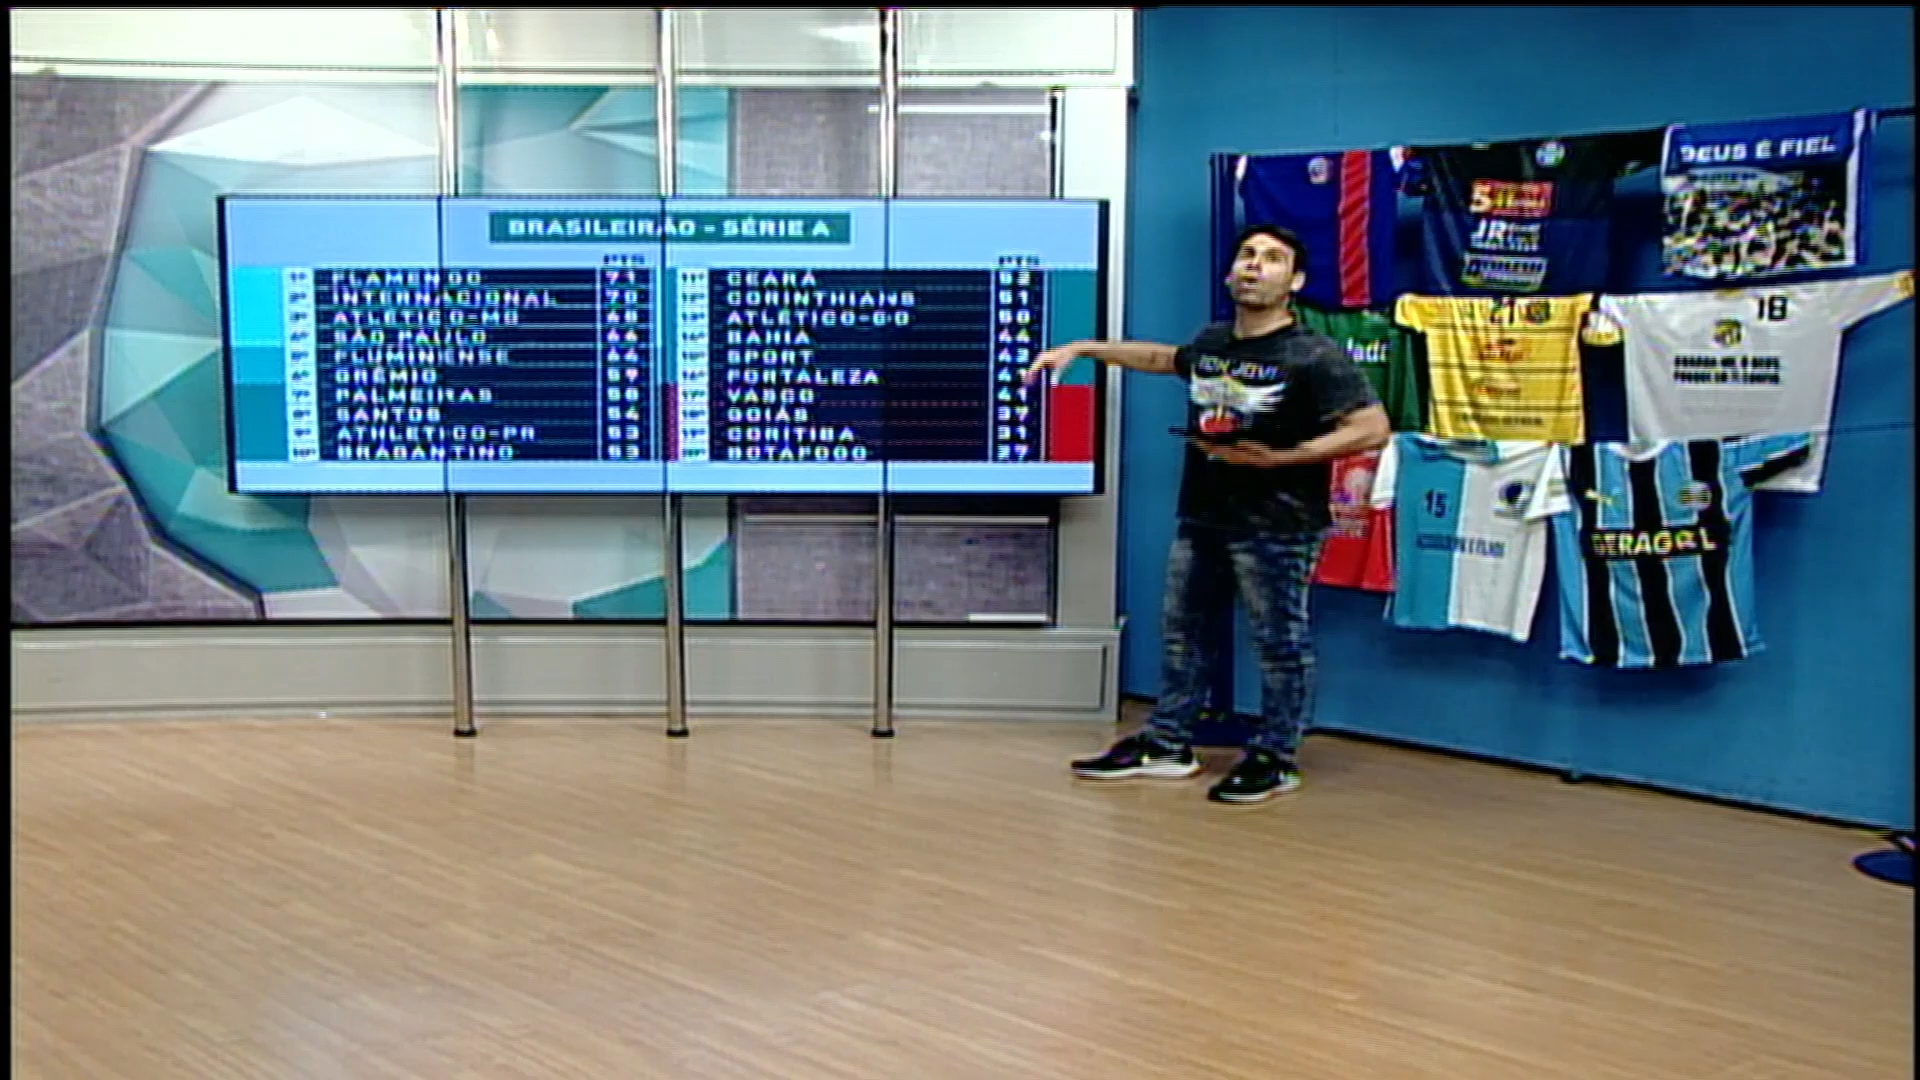 BRASILEIRÃO - SÉRIE A
PTS
1º FLAMENGO 71
2º INTERNACIONAL 70
3º ATLÉTICO-MG 68
4º SÃO PAULO
5º FLUMINENSE
6º GRÊMIO 59
7º PALMEIRAS 58
8º SANTOS 54
9º ATHLETICO-PR 53
10º BRAGANTINO 53
PTS
11º CEARÁ 52
12º CORINTHIANS 51
13º ATLÉTICO-GO 50
14º BAHIA 44
15º SPORT 42
16º FORTALEZA 41
17º VASCO 41
18º GOIÁS 37
19º CORITIBA 31
20º BOTAFOGO 27
BON JOVI
DEUS É FIEL
JR
21
18
15
GERAGOL